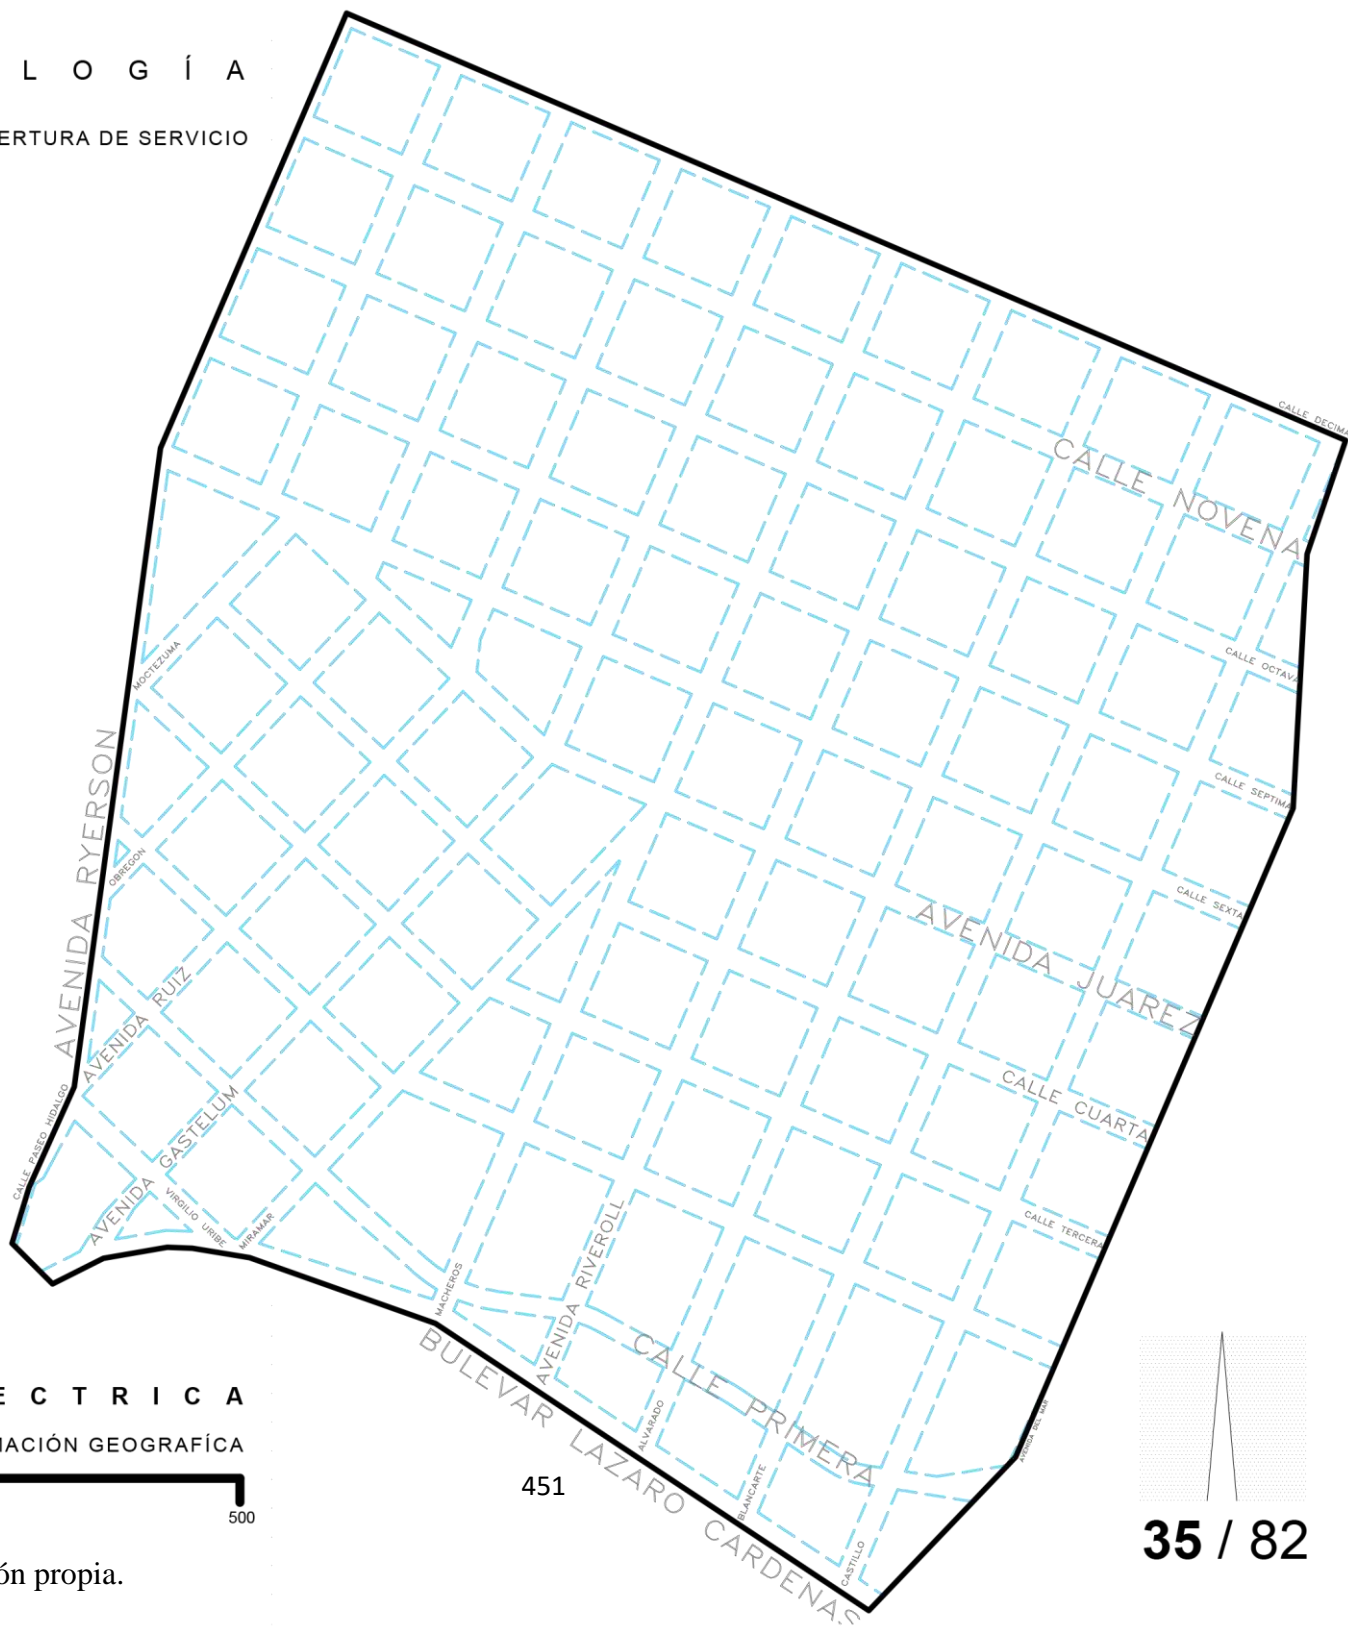 L O G Í A
ERTURA DE SERVICIO
CALLE DECIMA
CALLE NOVENA
CALLE OCTAVA
CALLE SEPTIMA
CALLE SEXTA
AVENIDA JUAREZ
CALLE CUARTA
CALLE TERCERA
MOCTEZUMA
AVENIDA RYERSON
OBREGON
AVENIDA RUIZ
CALLE PASEO HIDALGO
AVENIDA GASTELUM
VIRGILIO URIBE
MIRAMAR
MACHEROS
AVENIDA RIVEROLL
CALLE PRIMERA
BULEVAR LAZARO CARDENAS
ALVARADO
BLANCARTE
CASTILLO
AVENIDA DEL MAR
E C T R I C A
MACIÓN GEOGRAFÍCA
500
451
35 / 82
ón propia.